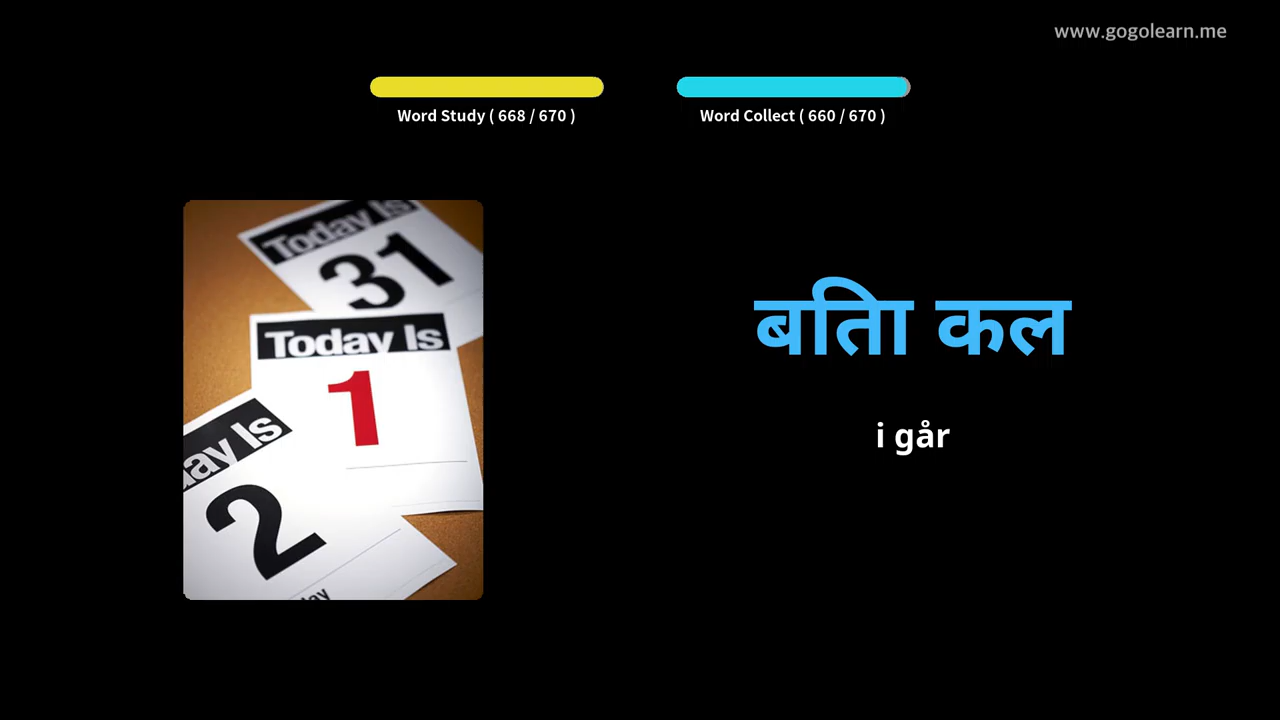 www.gogolearn.me
Word Study ( 668 / 670 )
Word Collect ( 660 / 670 )
Today Is
31
Today Is
1
ay Is
2
बिताि कल
i går